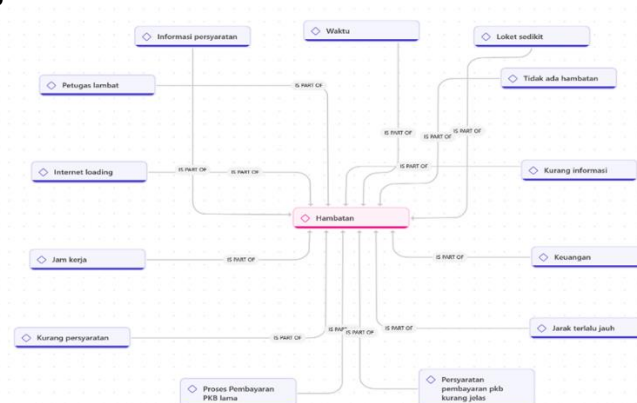 Informasi persyaratan
Waktu
Loket sedikit
Petugas lambat
IS PART OF
Tidak ada hambatan
IS PART OF
IS PART OF
IS PART OF
Internet loading
IS PART OF
IS PART OF
IS PART OF
Kurang informasi
Hambatan
Jam kerja
IS PART OF
IS PART OF
Keuangan
Kurang persyaratan
IS PART OF
IS PART
IS PART OF
IS PART OF
Jarak terlalu jauh
Proses Pembayaran
PKB lama
Persyaratan
pembayaran pkb
kurang jelas